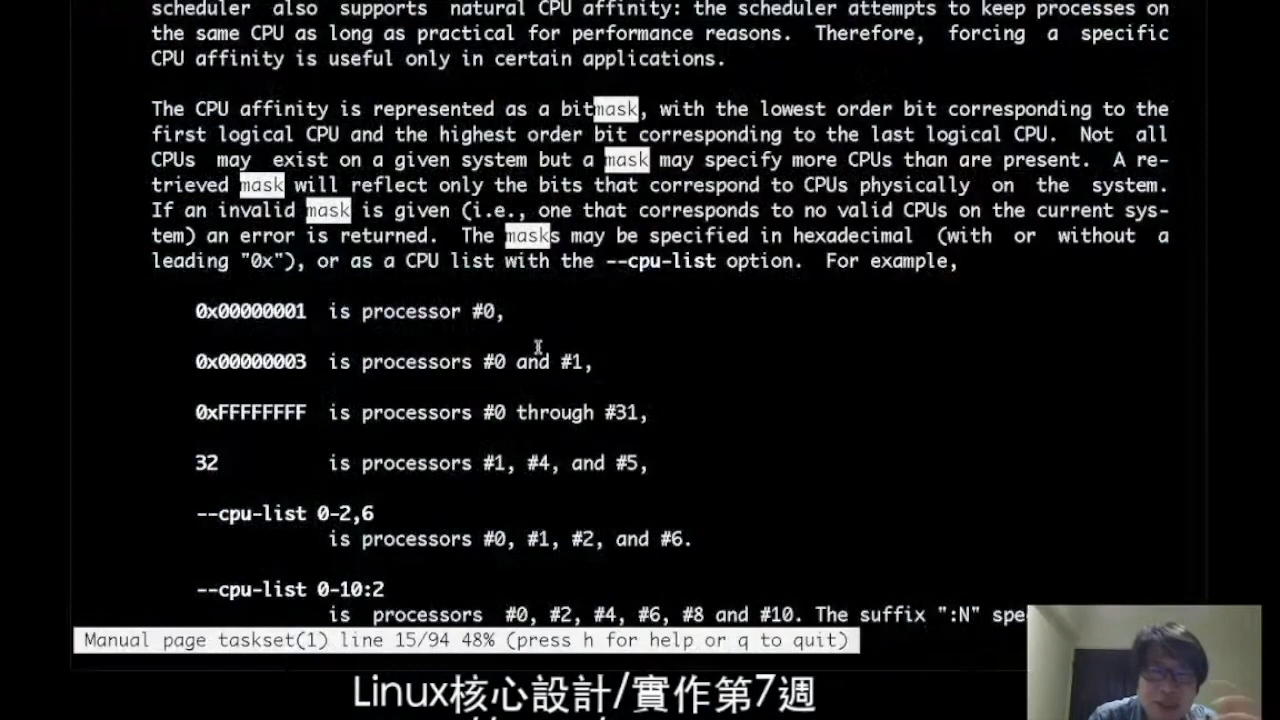 scheduler also supports natural CPU affinity: the scheduler attempts to keep processes on
the same CPU as long as practical for performance reasons. Therefore, forcing a specific
CPU affinity is useful only in certain applications.
The CPU affinity is represented as a bitmask, with the lowest order bit corresponding to the
first logical CPU and the highest order bit corresponding to the last logical CPU. Not all
CPUs may exist on a given system but a mask may specify more CPUs than are present. A re-
trieved mask will reflect only the bits that correspond to CPUs physically on the system.
If an invalid mask is given (i.e., one that corresponds to no valid CPUs on the current sys-
tem) an error is returned. The masks may be specified in hexadecimal (with or without a
leading "0x"), or as a CPU list with the --cpu-list option. For example,
0x00000001 is processor #0,
0x00000003 is processors #0 and #1,
0xFFFFFFFF is processors #0 through #31,
32 is processors #1, #4, and #5,
--cpu-list 0-2,6
is processors #0, #1, #2, and #6.
--cpu-list 0-10:2
is processors #0, #2, #4, #6, #8 and #10. The suffix ":N" spe
Manual page taskset(1) line 15/94 48% (press h for help or q to quit)
Linux核心設計/實作第7週